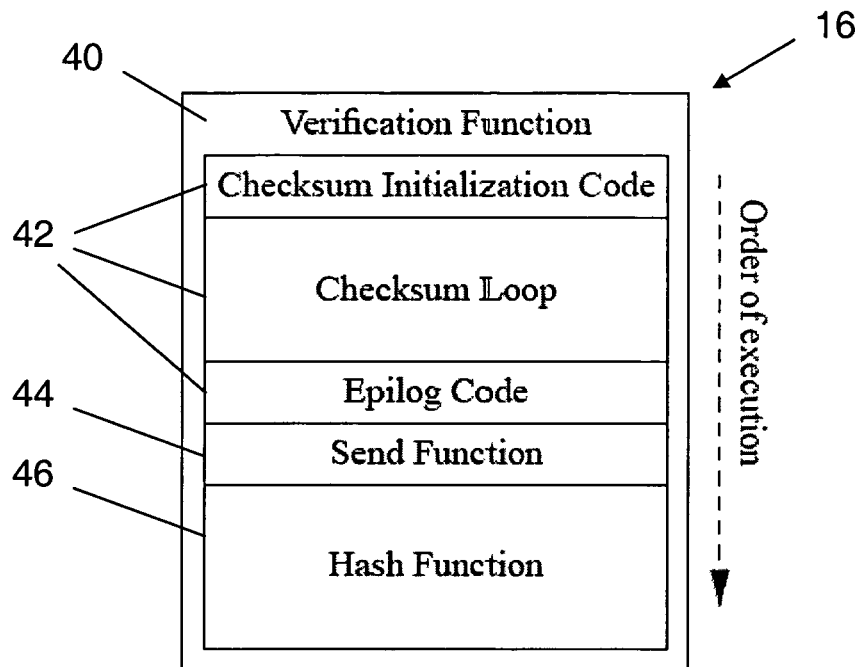 16
40
Verification Function
Checksum Initialization Code
42
Checksum Loop
Epilog Code
44
Send Function
46
Hash Function
Order of execution